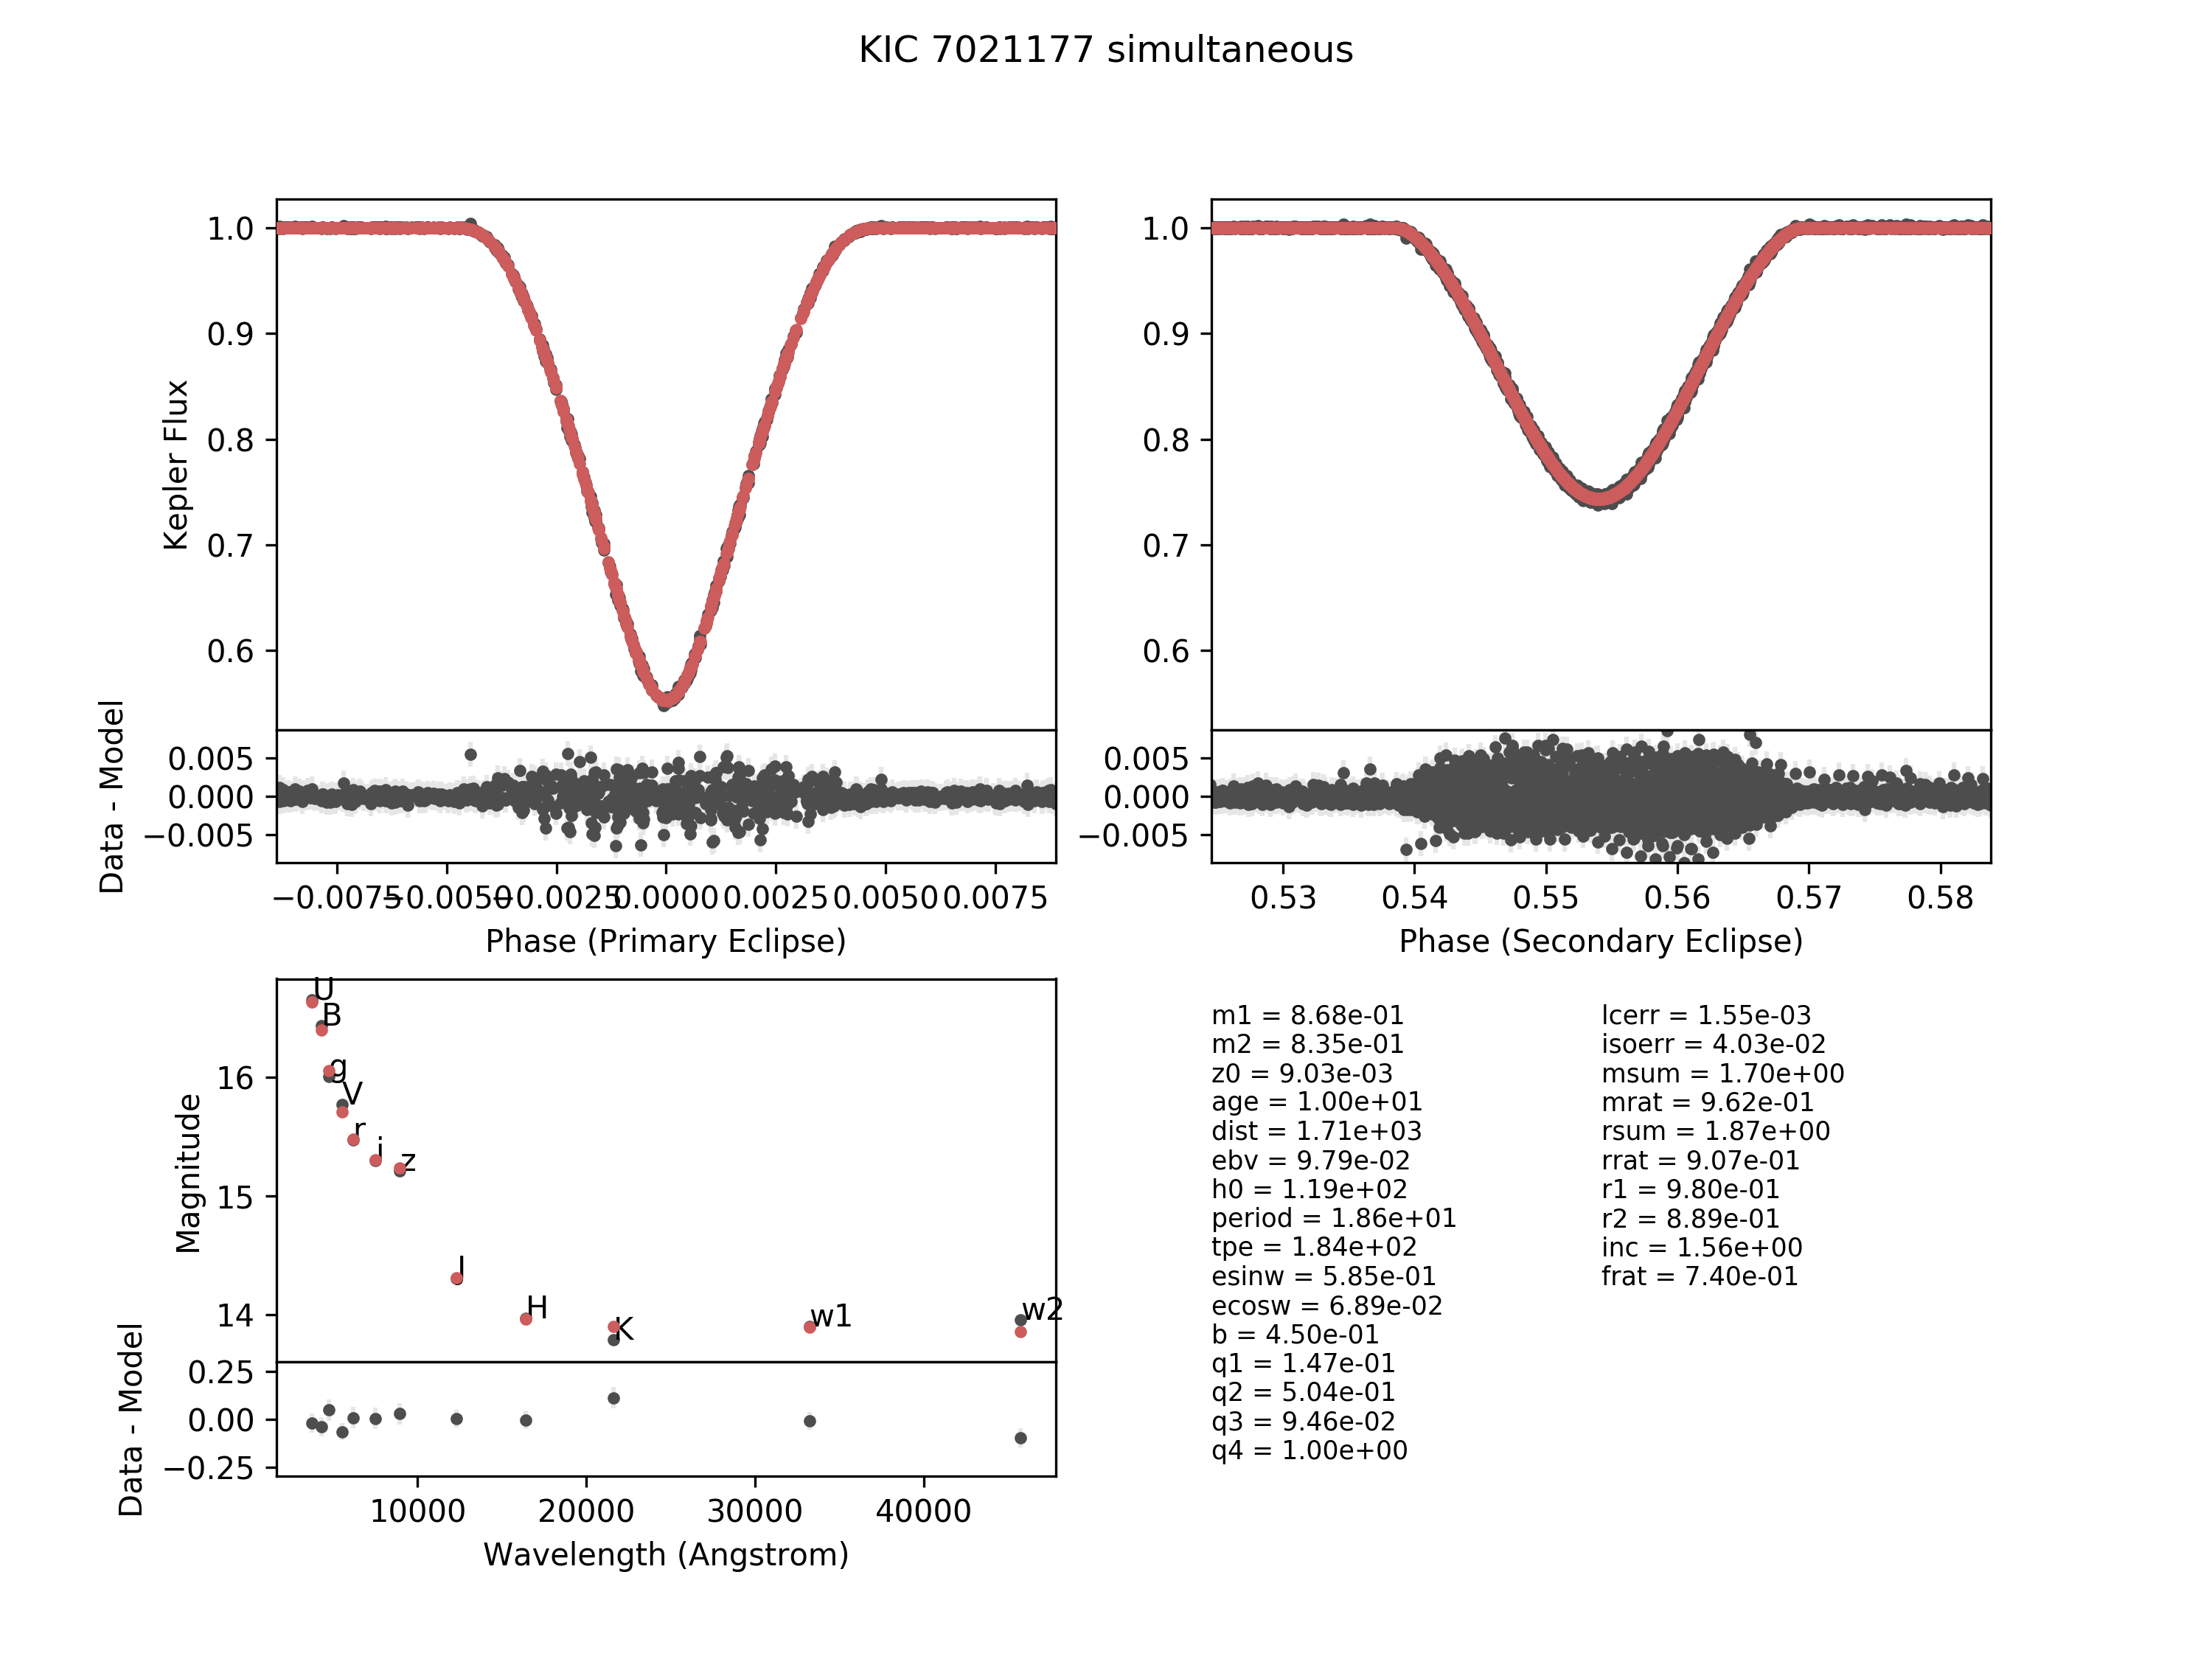 KIC 7021177 simultaneous
1.0
0.9
0.8
0.7
0.6
Kepler Flux
0.005
0.000
−0.005
Data - Model
−0.0075
−0.0050
−0.0025
0.0000
0.0025
0.0050
0.0075
Phase (Primary Eclipse)
1.0
0.9
0.8
0.7
0.6
0.005
0.000
−0.005
0.53
0.54
0.55
0.56
0.57
0.58
Phase (Secondary Eclipse)
U
B
g
V
r
i
z
J
H
K
w1
w2
16
15
14
Magnitude
0.25
0.00
−0.25
Data - Model
10000
20000
30000
40000
Wavelength (Angstrom)
m1 = 8.68e-01
m2 = 8.35e-01
z0 = 9.03e-03
age = 1.00e+01
dist = 1.71e+03
ebv = 9.79e-02
h0 = 1.19e+02
period = 1.86e+01
tpe = 1.84e+02
esinw = 5.85e-01
ecosw = 6.89e-02
b = 4.50e-01
q1 = 1.47e-01
q2 = 5.04e-01
q3 = 9.46e-02
q4 = 1.00e+00
lcerr = 1.55e-03
isoerr = 4.03e-02
msum = 1.70e+00
mrat = 9.62e-01
rsum = 1.87e+00
rrat = 9.07e-01
r1 = 9.80e-01
r2 = 8.89e-01
inc = 1.56e+00
frat = 7.40e-01